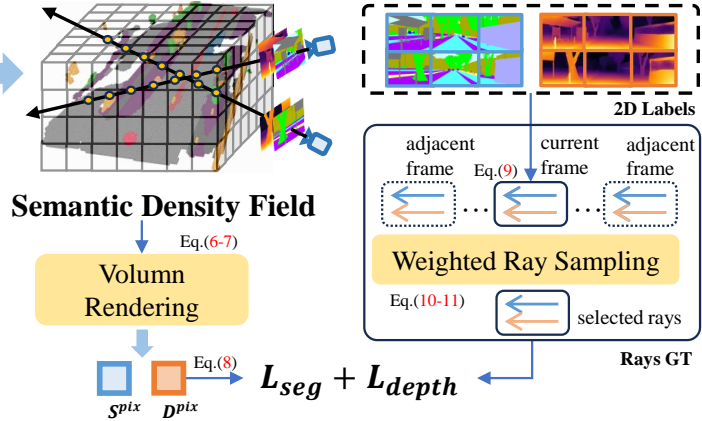 Semantic Density Field
Eq.(6-7)
Volumn
Rendering
S^pix
D^pix
Eq.(8)
L_seg + L_depth
2D Labels
adjacent
frame
Eq.(9)
current
frame
adjacent
frame
...
...
Weighted Ray Sampling
Eq.(10-11)
selected rays
Rays GT